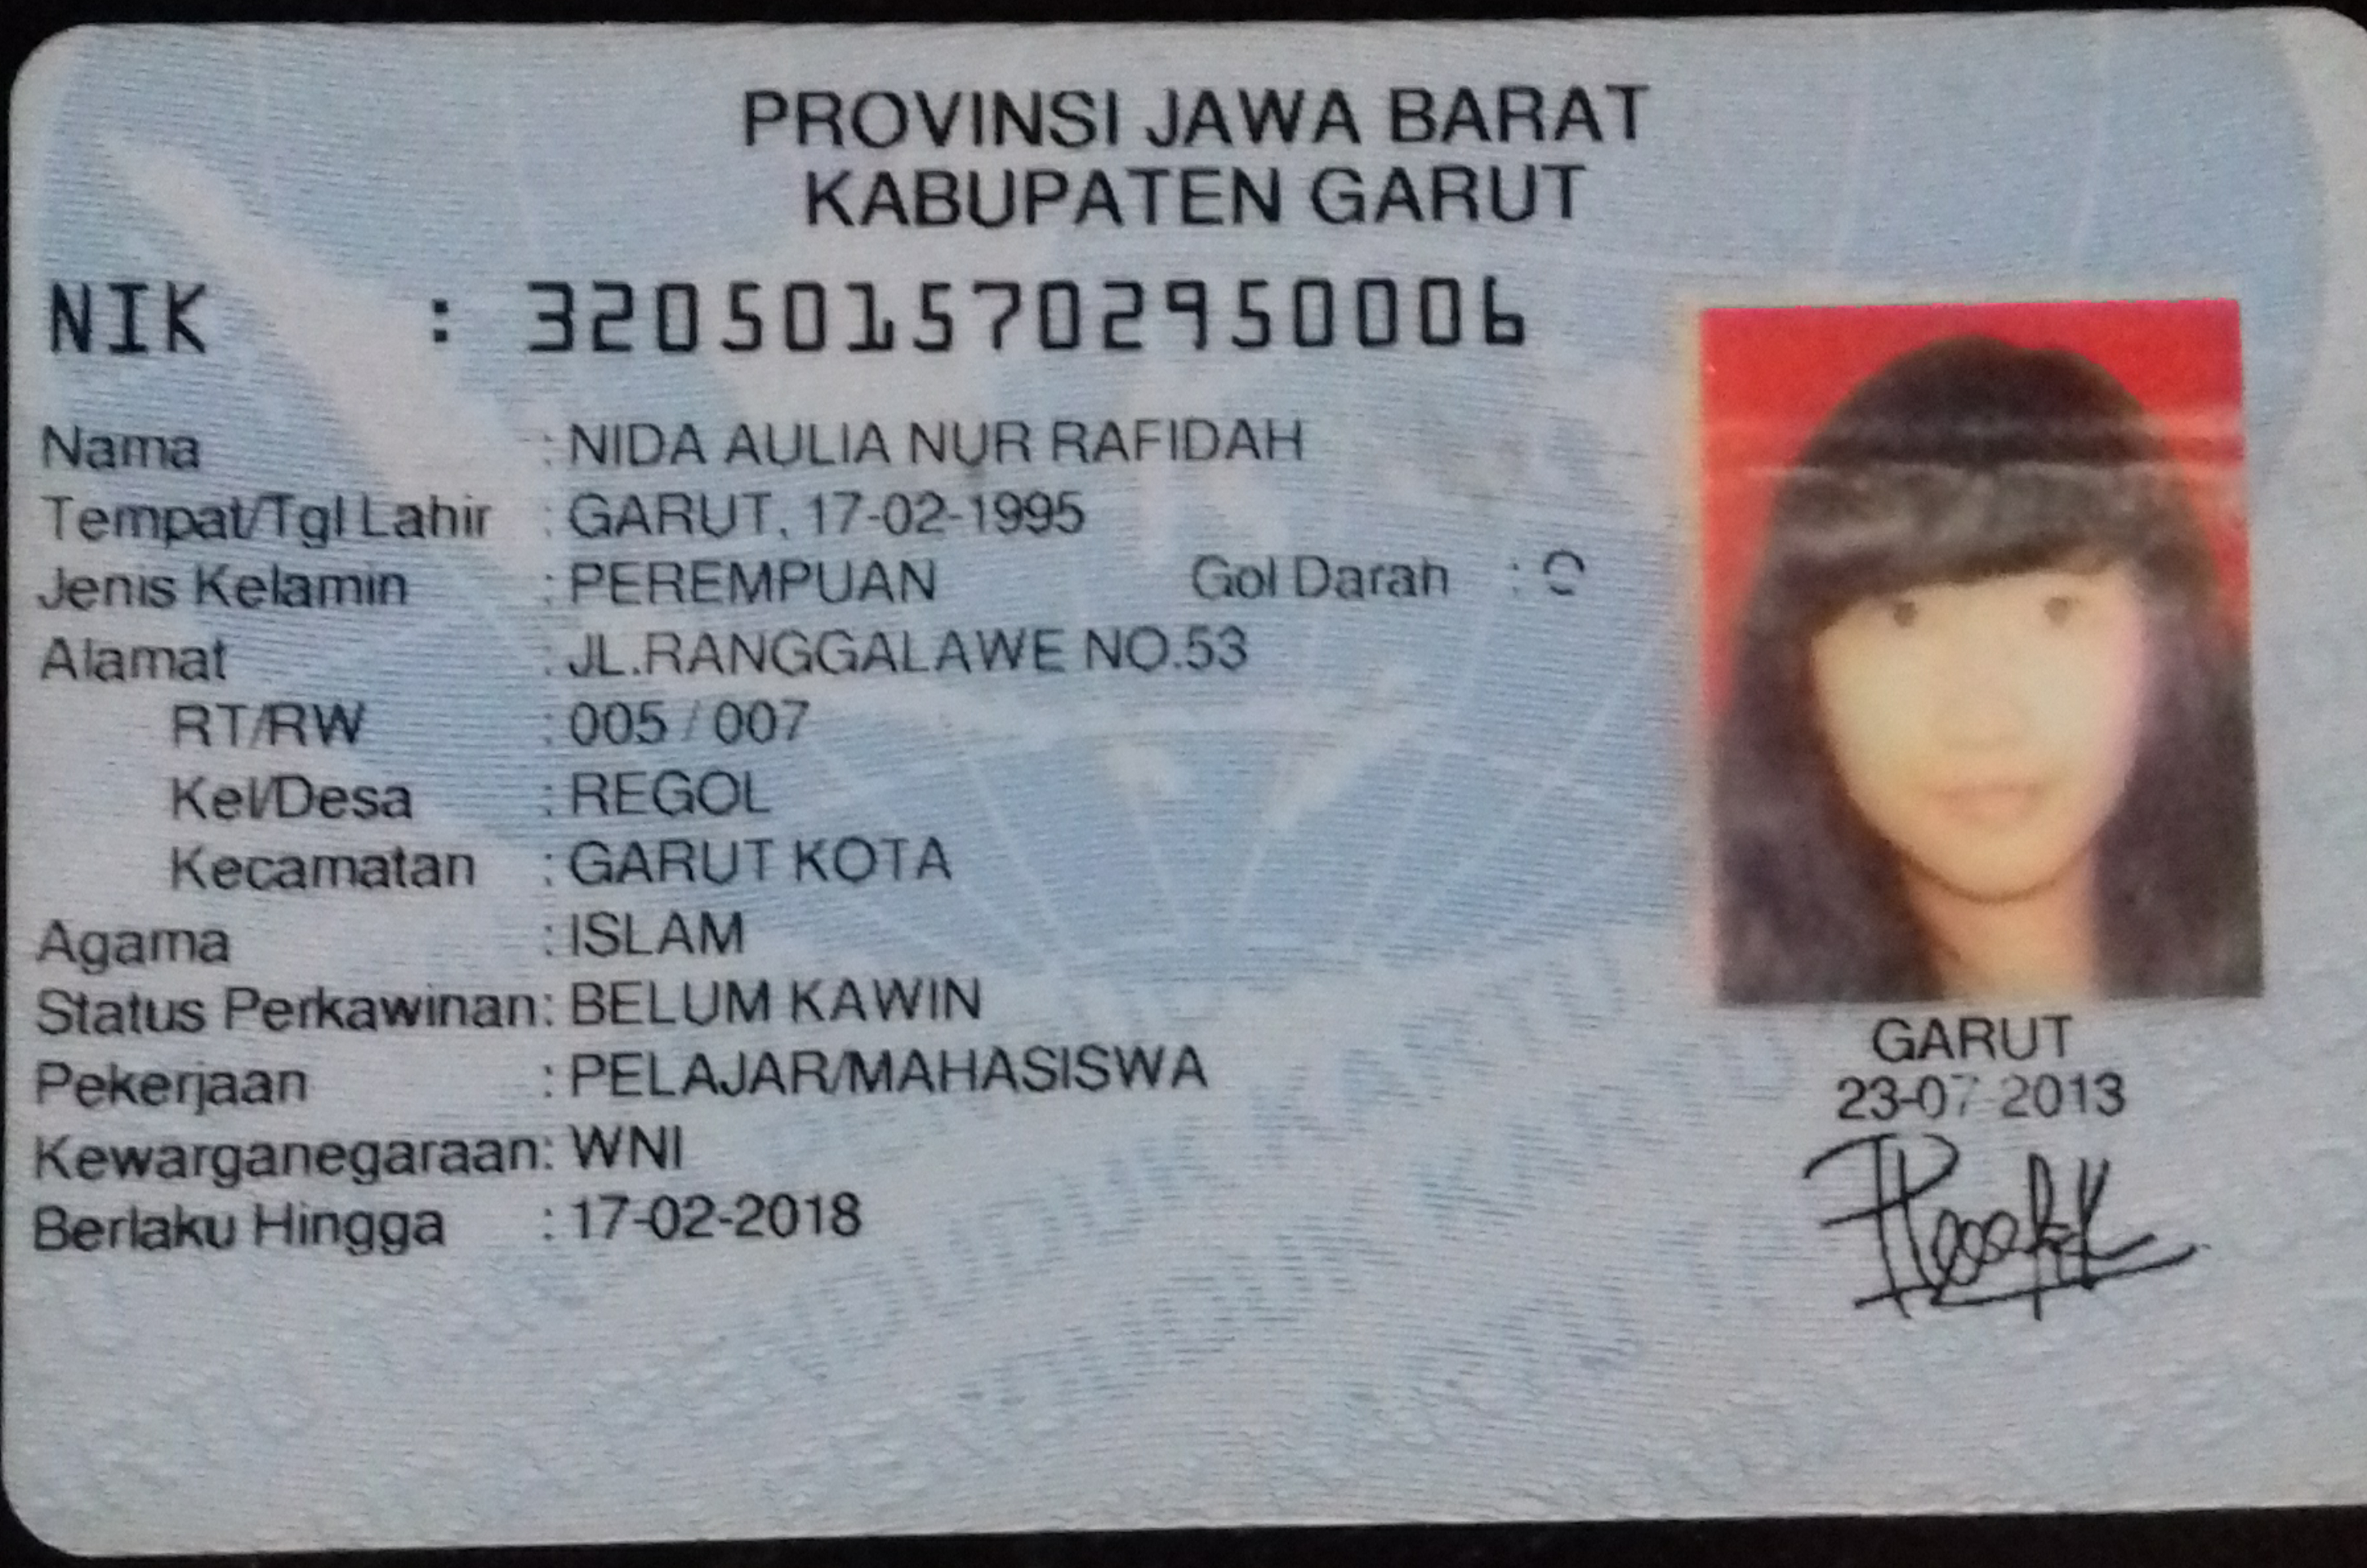 PROVINSI JAWA BARAT
KABUPATEN GARUT
NIK : 3205015702950006
Nama : NIDA AULIA NUR RAFIDAH
Tempat/Tgl Lahir : GARUT, 17-02-1995
Jenis Kelamin : PEREMPUAN Gol Darah :
Alamat : JL.RANGGALAWE NO.53
RT/RW : 005 / 007
Kel/Desa : REGOL
Kecamatan : GARUT KOTA
Agama : ISLAM
Status Perkawinan: BELUM KAWIN
Pekerjaan : PELAJAR/MAHASISWA
Kewarganegaraan: WNI
Berlaku Hingga : 17-02-2018
GARUT
23-07-2013